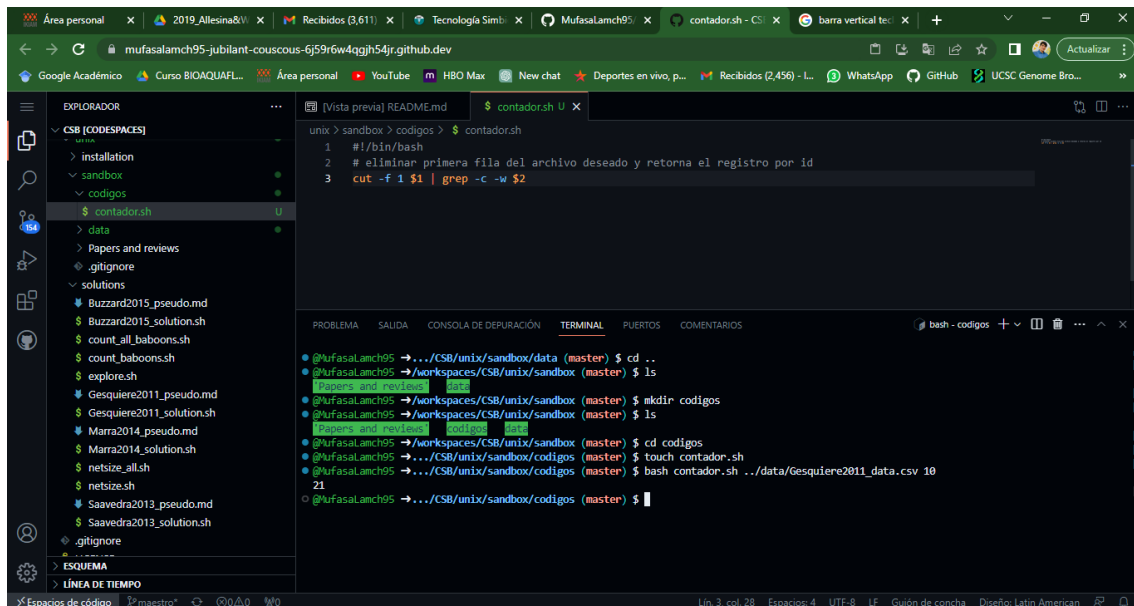 Área personal
2019_Allesina&W
Recibidos (3,611)
Tecnología Simbi
MufasaLamch95/
contador.sh - CS
barra vertical tecl
mufasalamch95-jubilant-couscous-6j59r6w4qgjh54jr.github.dev
Actualizar
Google Académico
Curso BIOAQUAFL...
Área personal
YouTube
HBO Max
New chat
Deportes en vivo, p...
Recibidos (2,456) - l...
WhatsApp
GitHub
UCSC Genome Bro...
»
EXPLORADOR
CSB [CODESPACES]
unix
installation
sandbox
codigos
$ contador.sh U
data
Papers and reviews
.gitignore
solutions
Buzzard2015_pseudo.md
$ Buzzard2015_solution.sh
$ count_all_baboons.sh
$ count_baboons.sh
$ explore.sh
Gesquiere2011_pseudo.md
$ Gesquiere2011_solution.sh
Marra2014_pseudo.md
$ Marra2014_solution.sh
$ netsize_all.sh
$ netsize.sh
Saavedra2013_pseudo.md
$ Saavedra2013_solution.sh
.gitignore
ESQUEMA
LÍNEA DE TIEMPO
154
[Vista previa] README.md
$ contador.sh U
unix > sandbox > codigos > $ contador.sh
1 #!/bin/bash
2 # eliminar primera fila del archivo deseado y retorna el registro por id
3 cut -f 1 $1 | grep -c -w $2
PROBLEMA SALIDA CONSOLA DE DEPURACIÓN TERMINAL PUERTOS COMENTARIOS
bash - codigos
@MufasaLamch95 →.../CSB/unix/sandbox/data (master) $ cd ..
@MufasaLamch95 →/workspaces/CSB/unix/sandbox (master) $ ls
'Papers and reviews' data
@MufasaLamch95 →/workspaces/CSB/unix/sandbox (master) $ mkdir codigos
@MufasaLamch95 →/workspaces/CSB/unix/sandbox (master) $ ls
'Papers and reviews' codigos data
@MufasaLamch95 →/workspaces/CSB/unix/sandbox (master) $ cd codigos
@MufasaLamch95 →.../CSB/unix/sandbox/codigos (master) $ touch contador.sh
@MufasaLamch95 →.../CSB/unix/sandbox/codigos (master) $ bash contador.sh ../data/Gesquiere2011_data.csv 10
21
@MufasaLamch95 →.../CSB/unix/sandbox/codigos (master) $
Espacios de código maestro* 0 0 0 Lín. 3, col. 28 Espacios: 4 UTF-8 LF Guión de concha Diseño: Latin American